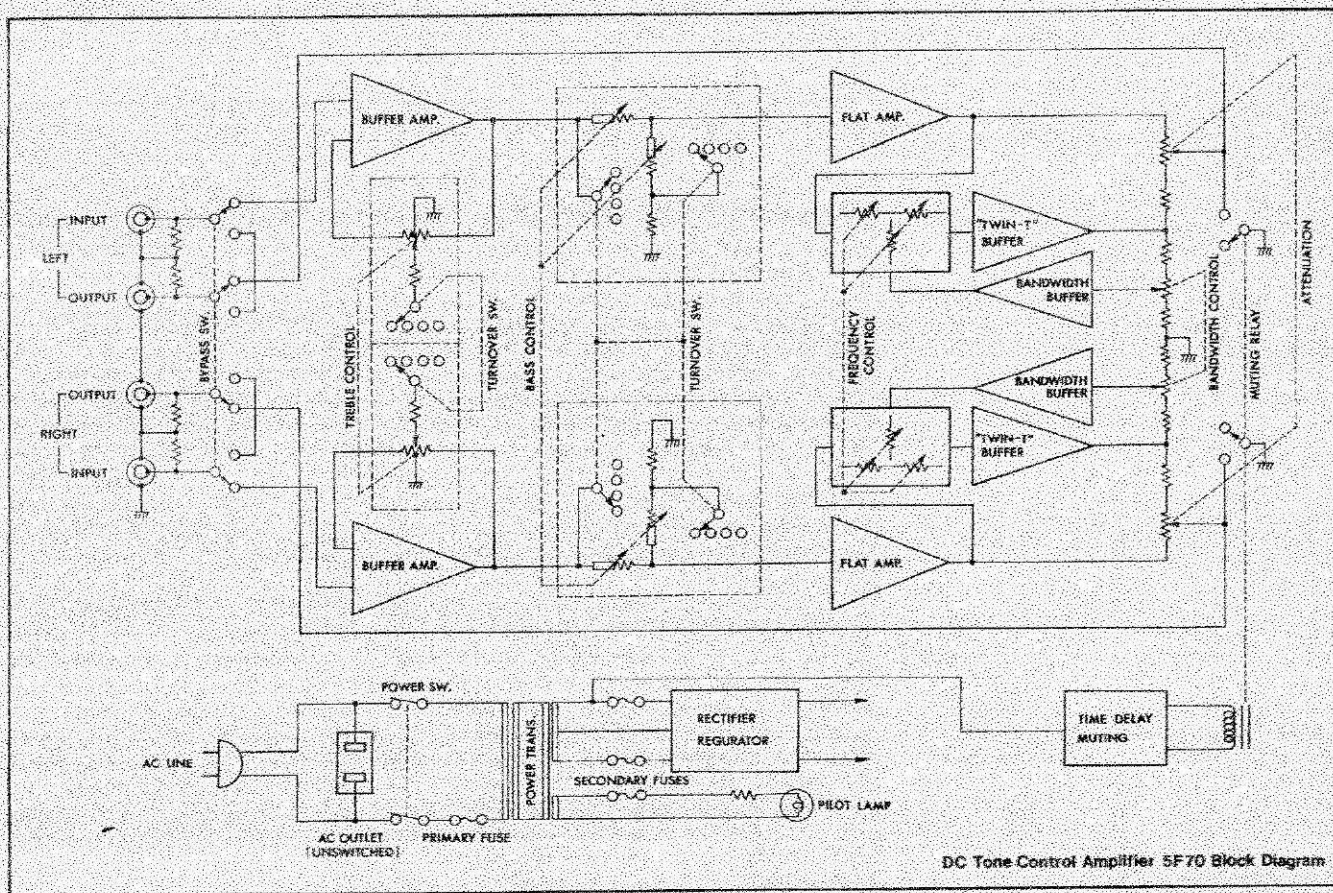 BUFFER AMP.
FLAT AMP.
INPUT
LEFT
OUTPUT
BYPASS SW.
TREBLE CONTROL
TURNOVER SW.
BASS CONTROL
TURNOVER SW.
FREQUENCY
CONTROL
"TWIN-T"
BUFFER
BANDWIDTH
BUFFER
BANDWIDTH CONTROL
MUTING RELAY
ATTENUATION
OUTPUT
RIGHT
INPUT
BANDWIDTH
BUFFER
"TWIN-T"
BUFFER
BUFFER AMP.
FLAT AMP.
POWER SW.
AC LINE
POWER TRANS.
RECTIFIER
REGURATOR
TIME DELAY
MUTING
SECONDARY FUSES
PILOT LAMP
AC OUTLET
(UNSWITCHED)
PRIMARY FUSE
DC Tone Control Amplifier 5F70 Block Diagram